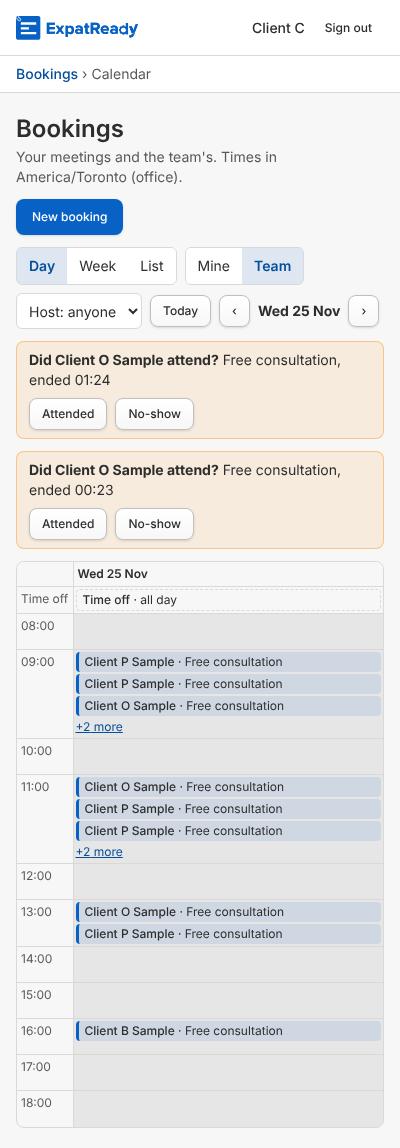 ExpatReady
Client C
Sign out
Bookings › Calendar
Bookings
Your meetings and the team's. Times in
America/Toronto (office).
New booking
Day Week List Mine Team
Host: anyone Today ‹ Wed 25 Nov ›
Did Client O Sample attend? Free consultation,
ended 01:24
Attended No-show
Did Client O Sample attend? Free consultation,
ended 00:23
Attended No-show
Wed 25 Nov
Time off Time off · all day
08:00
09:00 Client P Sample · Free consultation
Client P Sample · Free consultation
Client O Sample · Free consultation
+2 more
10:00
11:00 Client O Sample · Free consultation
Client P Sample · Free consultation
Client P Sample · Free consultation
+2 more
12:00
13:00 Client O Sample · Free consultation
Client P Sample · Free consultation
14:00
15:00
16:00 Client B Sample · Free consultation
17:00
18:00